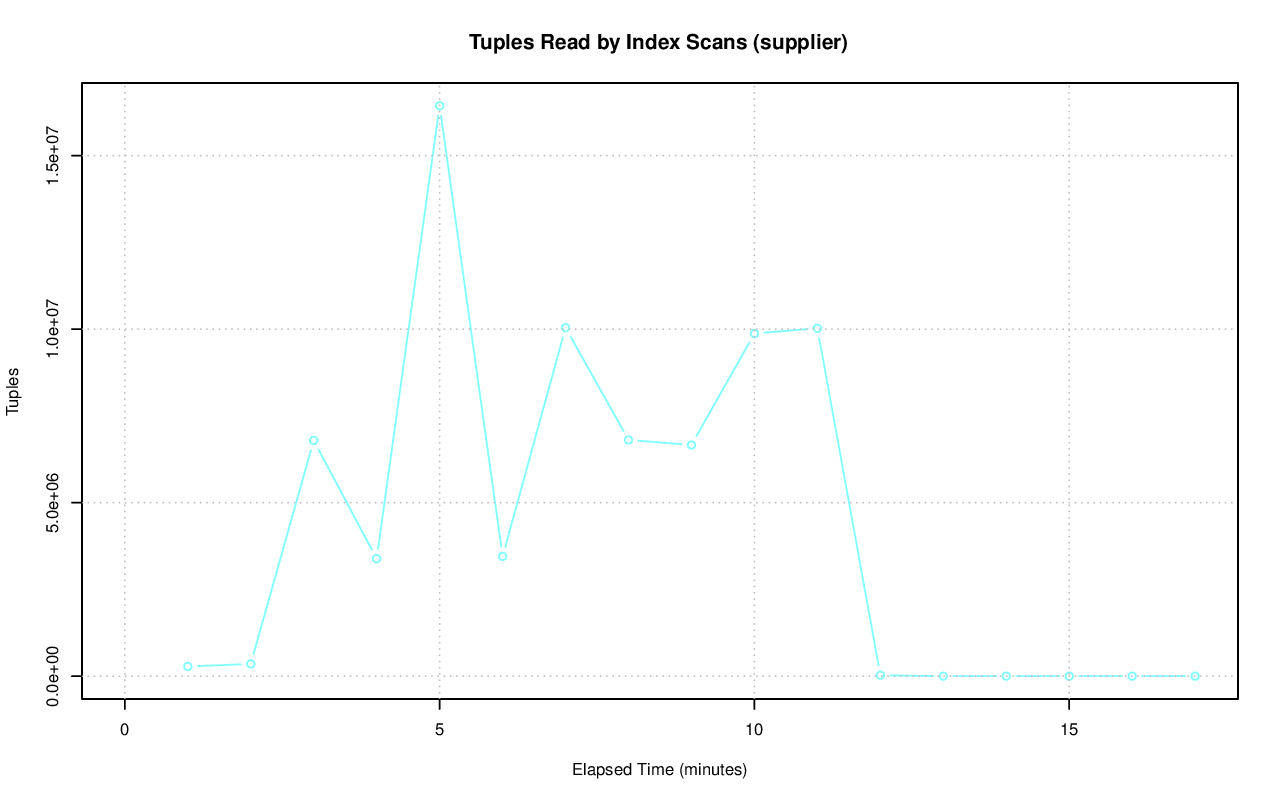 Tuples Read by Index Scans (supplier)
Tuples
1.5e+07
1.0e+07
5.0e+06
0.0e+00
0 5 10 15
Elapsed Time (minutes)